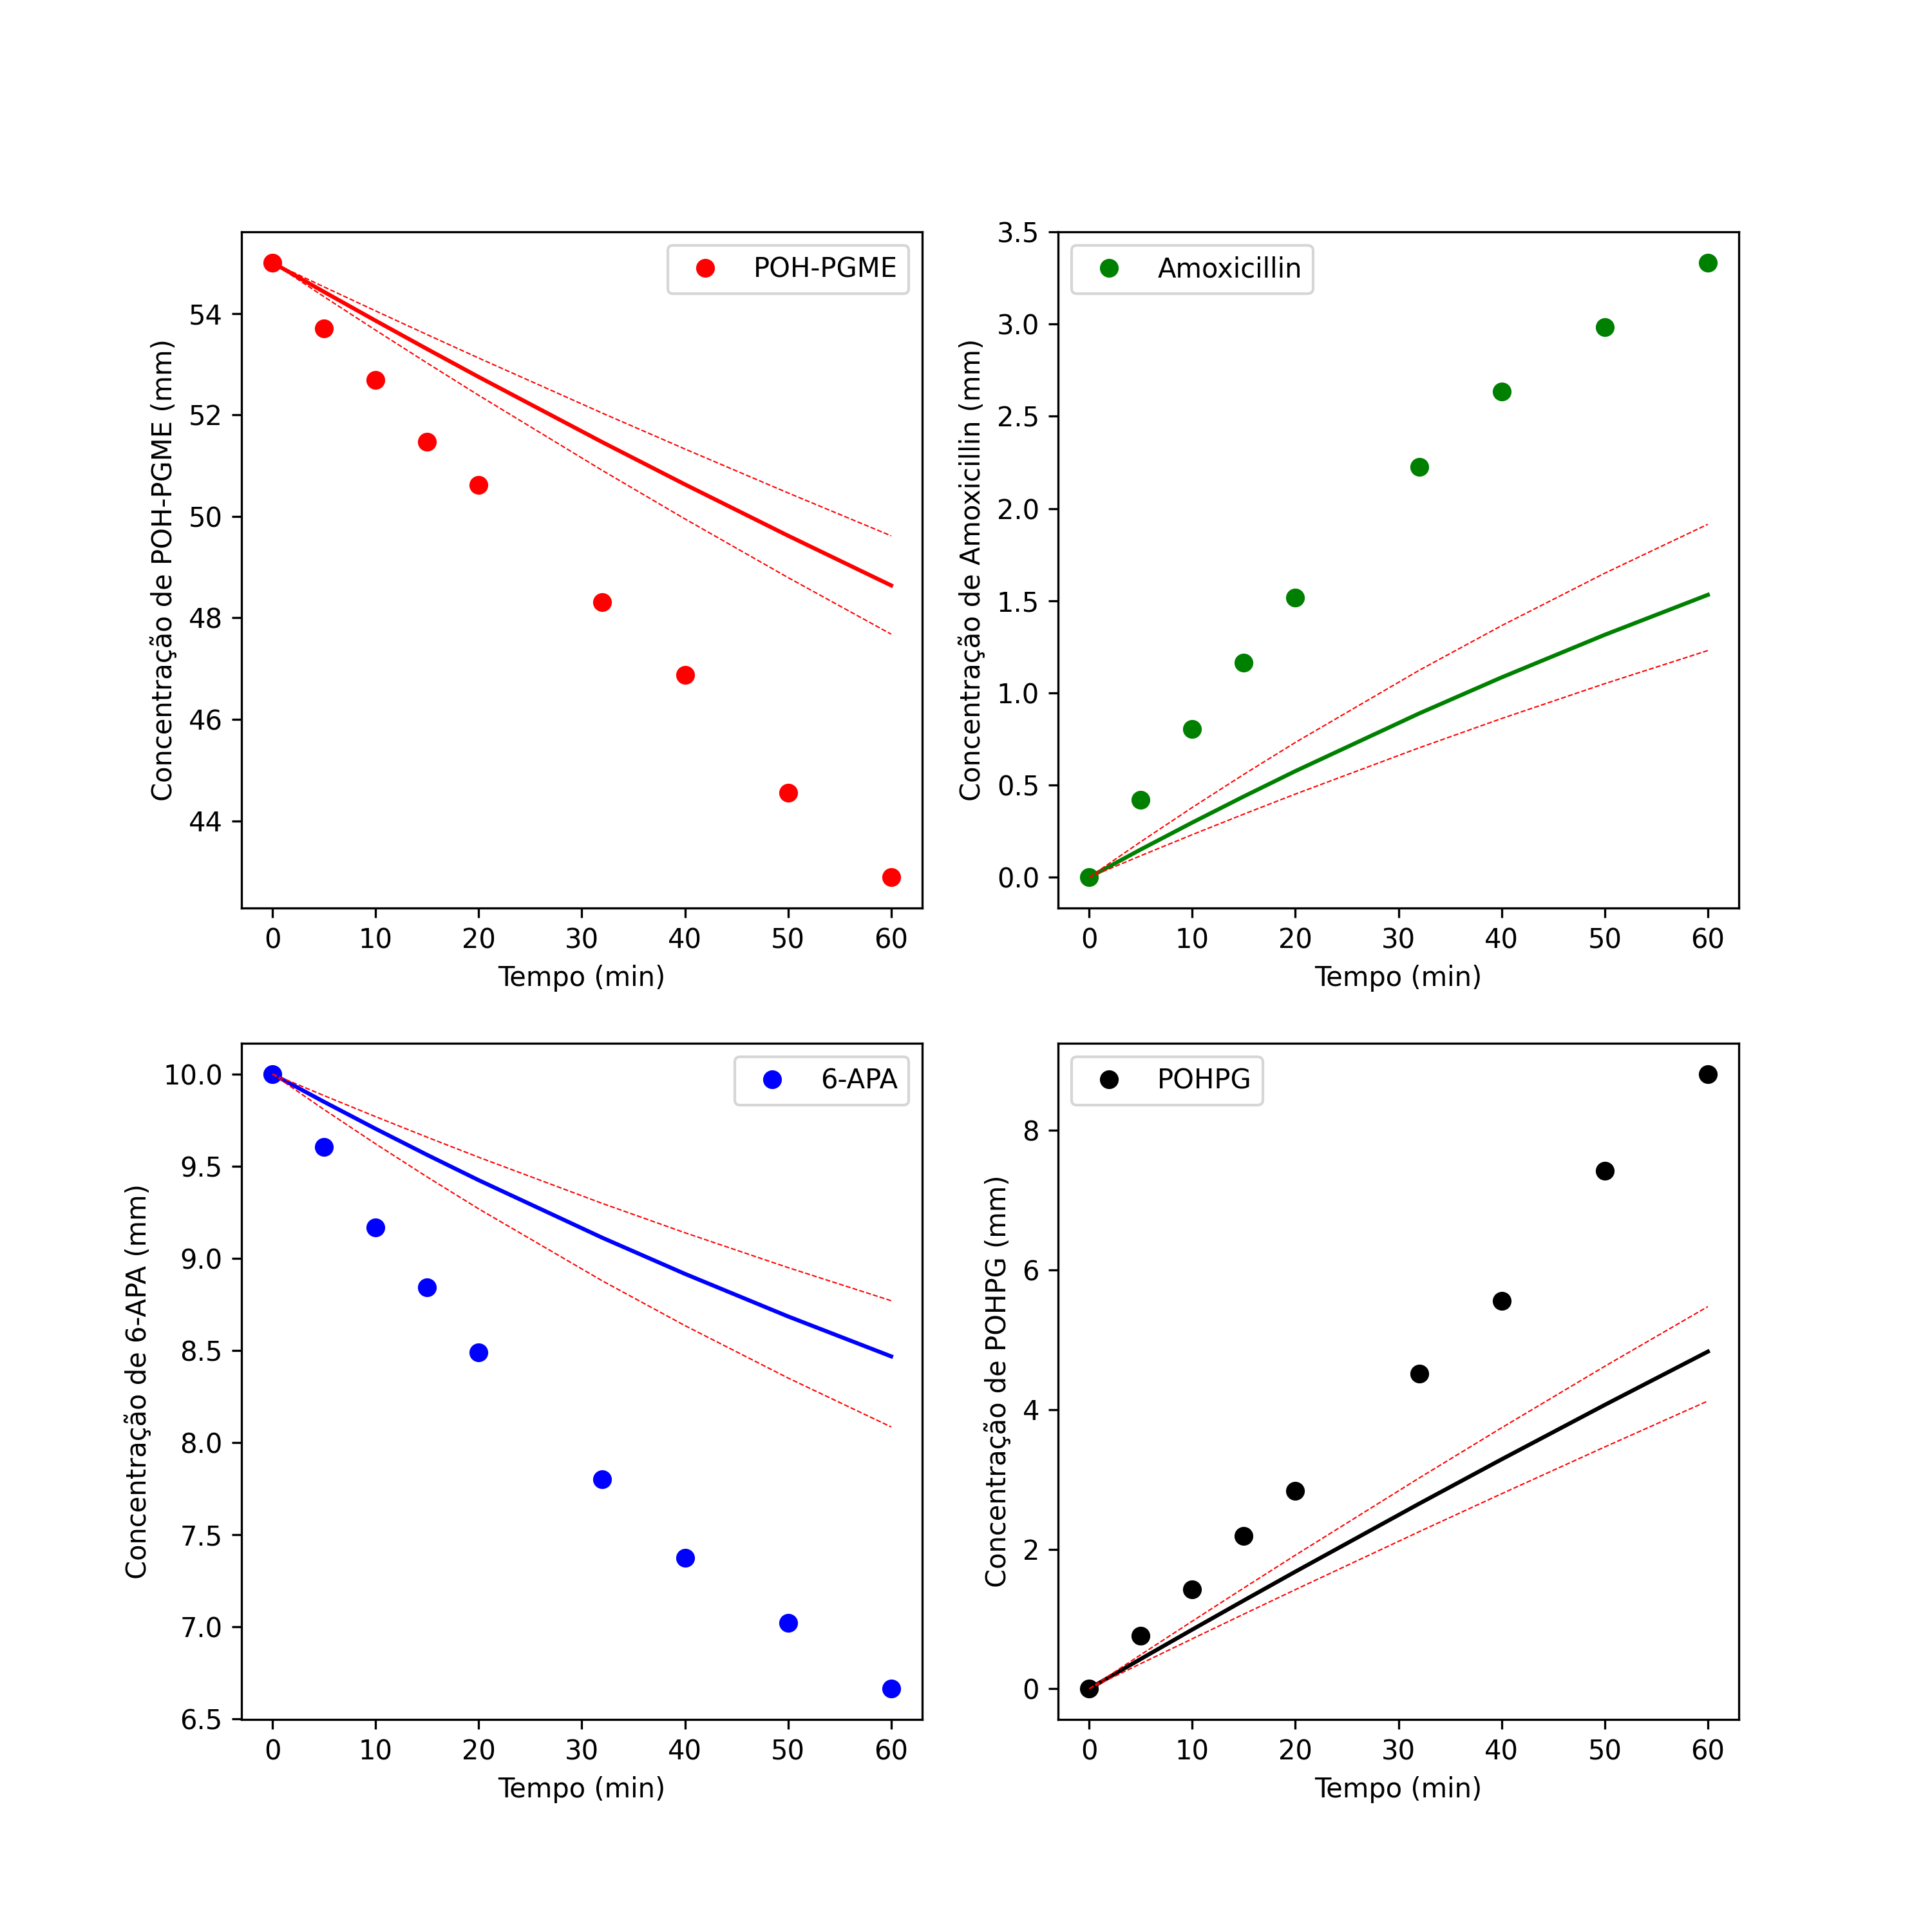 POH-PGME
54
52
50
48
46
44
Concentração de POH-PGME (mm)
0 10 20 30 40 50 60
Tempo (min)
Amoxicillin
3.5
3.0
2.5
2.0
1.5
1.0
0.5
0.0
Concentração de Amoxicillin (mm)
0 10 20 30 40 50 60
Tempo (min)
6-APA
10.0
9.5
9.0
8.5
8.0
7.5
7.0
6.5
Concentração de 6-APA (mm)
0 10 20 30 40 50 60
Tempo (min)
POHPG
8
6
4
2
0
Concentração de POHPG (mm)
0 10 20 30 40 50 60
Tempo (min)